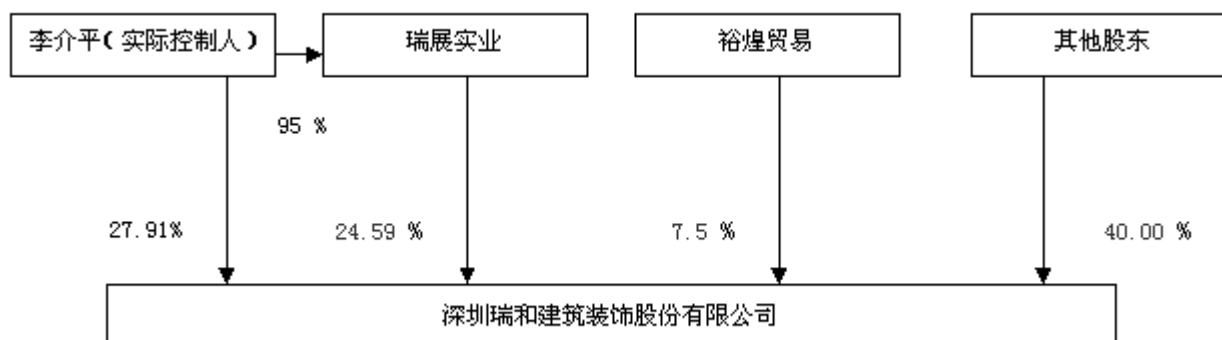 李介平（实际控制人）
瑞展实业
裕煌贸易
其他股东
95 %
27.91%
24.59 %
7.5 %
40.00 %
深圳瑞和建筑装饰股份有限公司